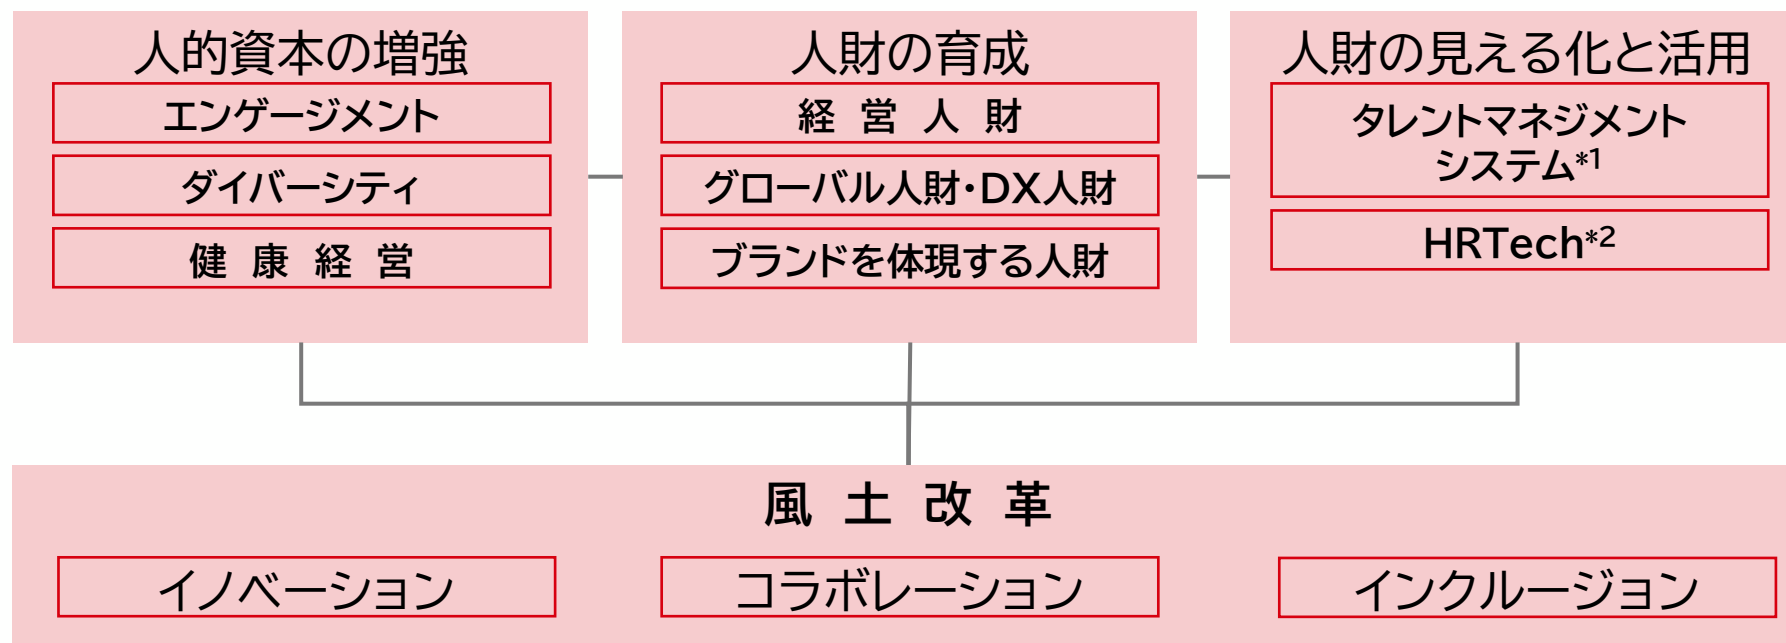 人的資本の増強
エンゲージメント
ダイバーシティ
健康経営
人財の育成
経営人財
グローバル人財・DX人財
ブランドを体現する人財
人財の見える化と活用
タレントマネジメント
システム*1
HRTech*2
風土改革
イノベーション
コラボレーション
インクルージョン